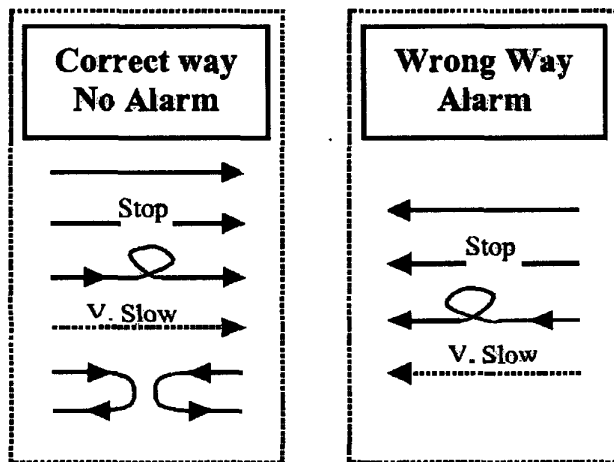 Correct way
No Alarm
Stop
V. Slow
Wrong Way
Alarm
Stop
V. Slow